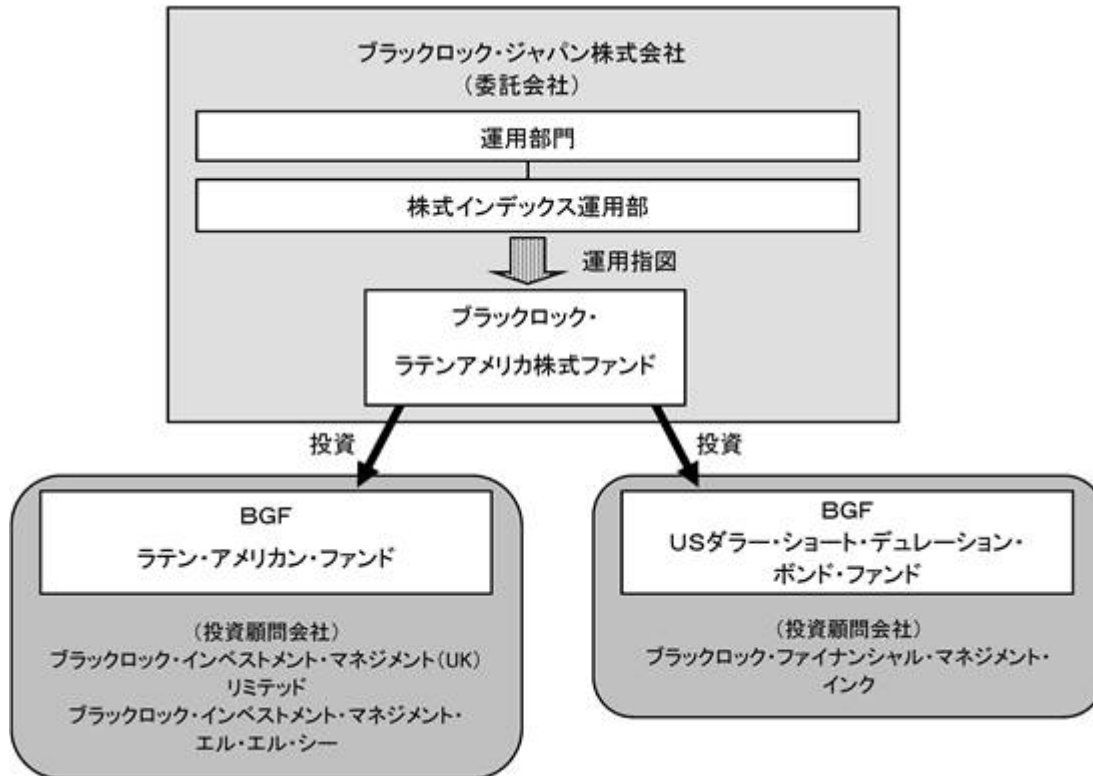 ブラックロック・ジャパン株式会社
（委託会社）
運用部門
株式インデックス運用部
運用指図
ブラックロック・
ラテンアメリカ株式ファンド
投資
投資
BGF
ラテン・アメリカン・ファンド
（投資顧問会社）
ブラックロック・インベストメント・マネジメント（UK）
リミテッド
ブラックロック・インベストメント・マネジメント・
エル・エル・シー
BGF
USダラー・ショート・デュレーション・
ボンド・ファンド
（投資顧問会社）
ブラックロック・ファイナンシャル・マネジメント・
インク